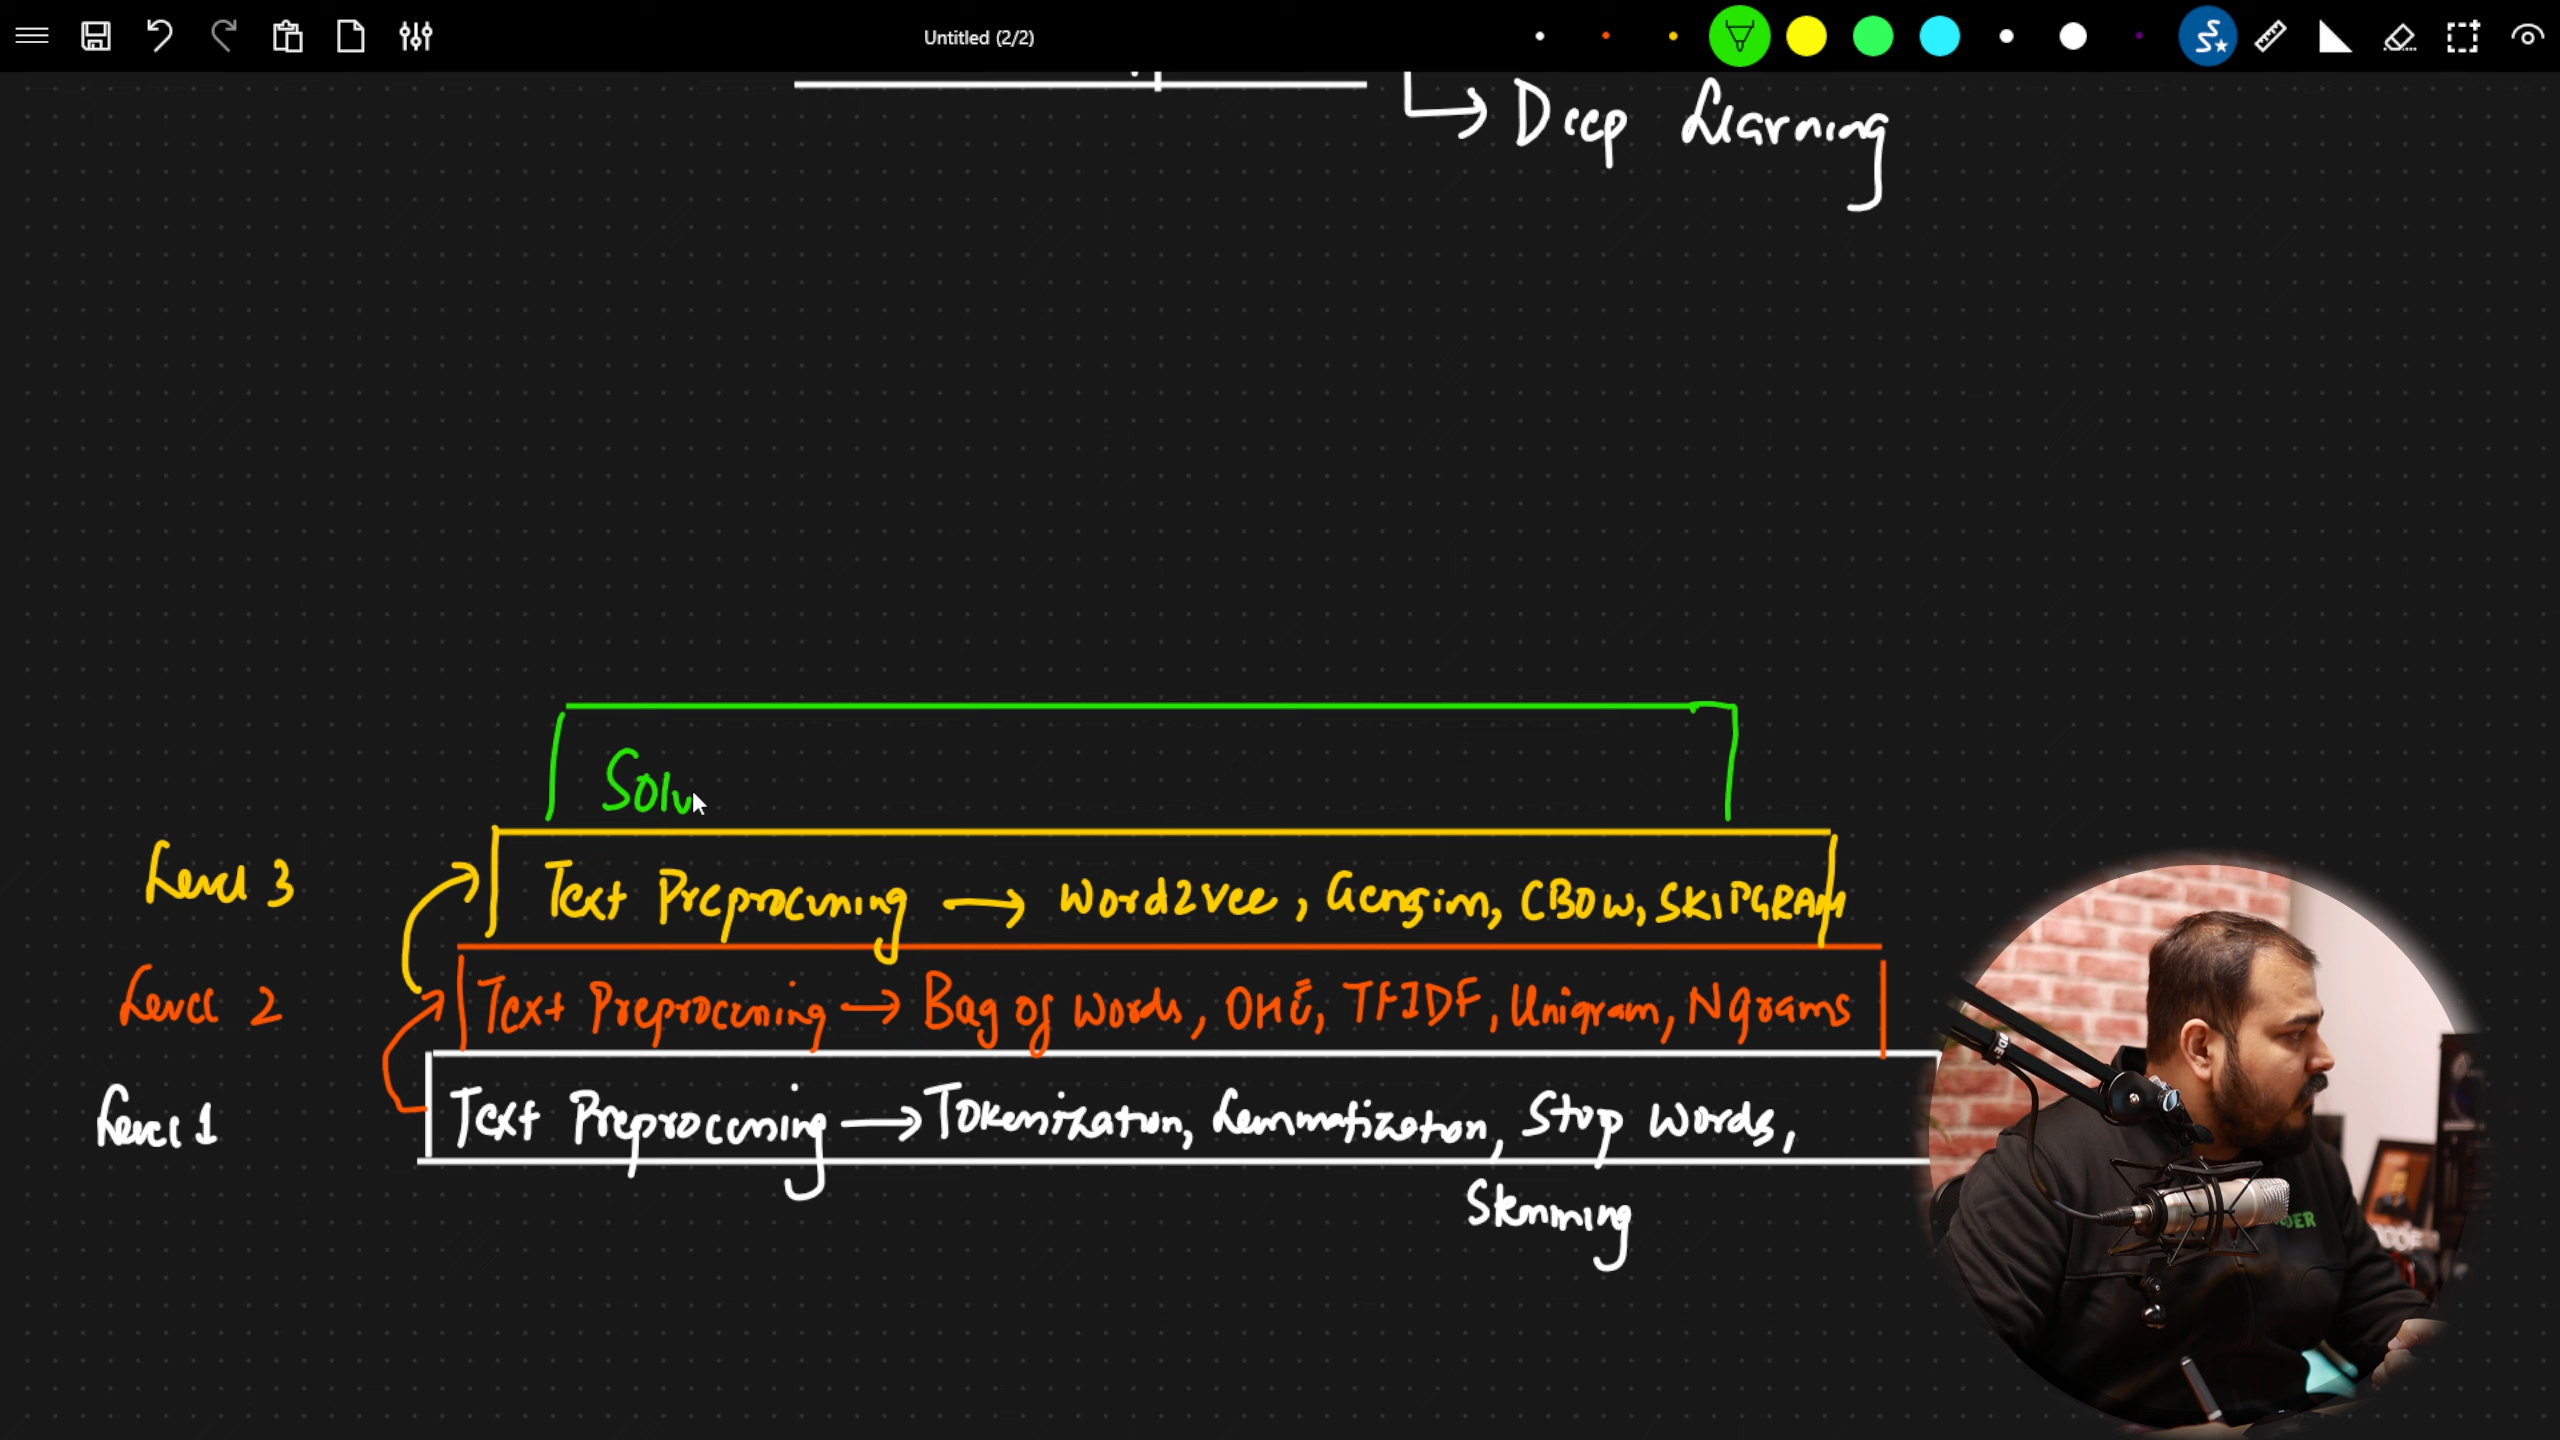 Untitled (2/2)
Deep Learning
Solv
Level 3
Text Preprocessing → Word2Vec, Gensim, CBOW, SKIPGRAM
Level 2
Text Preprocessing → Bag of Words, OHE, TFIDF, Unigram, NGrams
Level 1
Text Preprocessing → Tokenization, Lemmatization, Stop Words,
Stemming